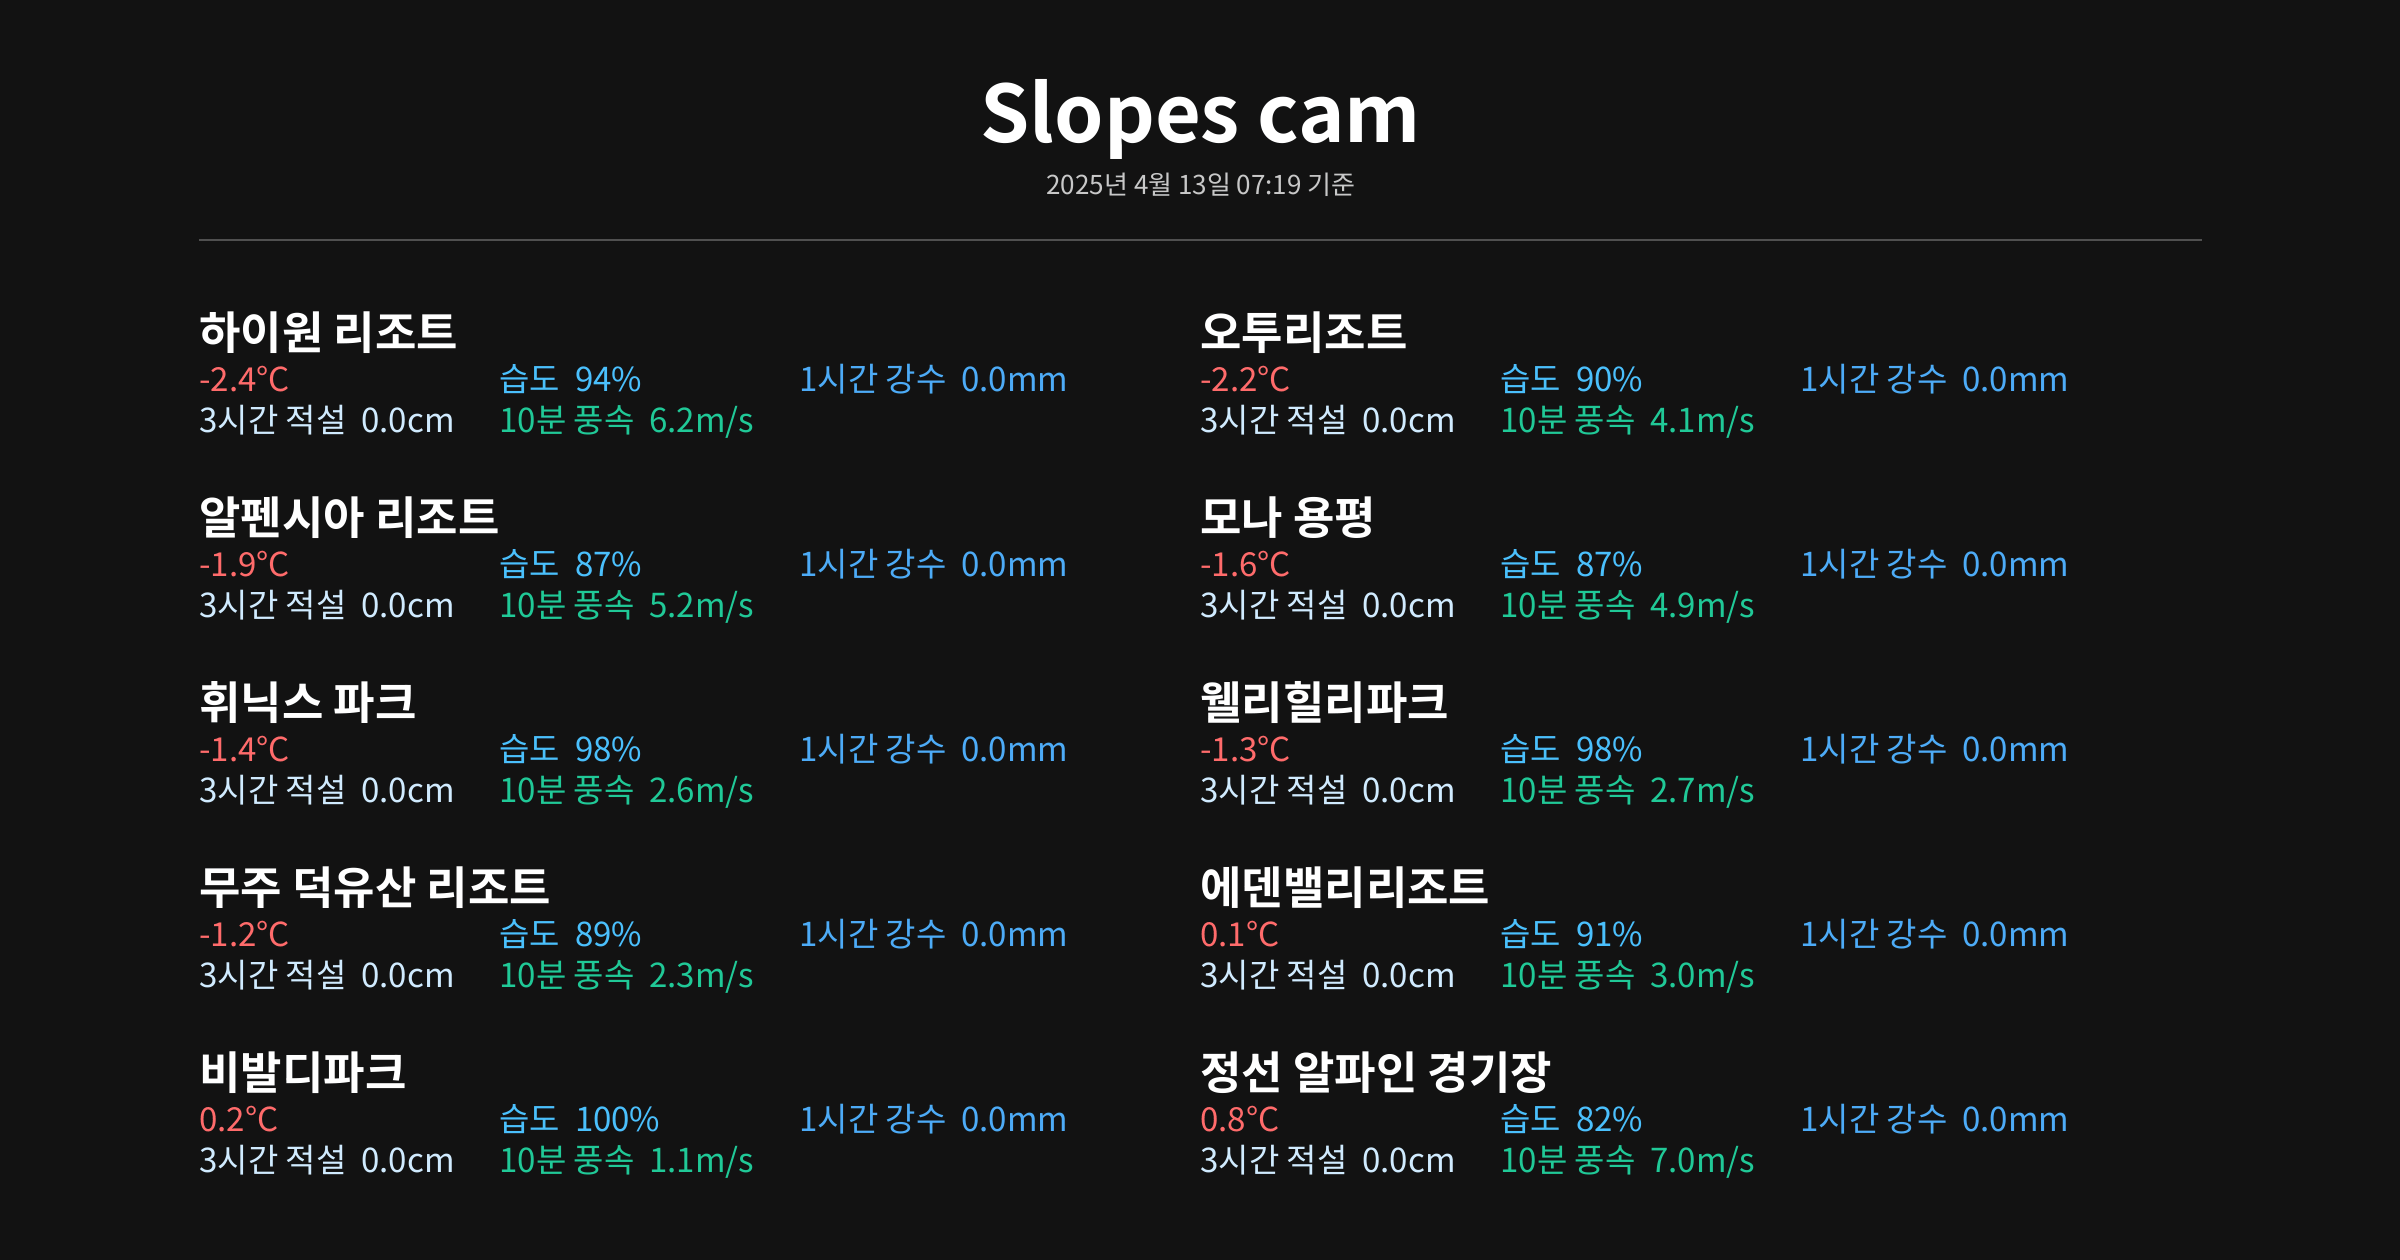 Slopes cam
2025년 4월 13일 07:19 기준
하이원 리조트
-2.4°C 습도 94% 1시간 강수 0.0mm
3시간 적설 0.0cm 10분 풍속 6.2m/s
오투리조트
-2.2°C 습도 90% 1시간 강수 0.0mm
3시간 적설 0.0cm 10분 풍속 4.1m/s
알펜시아 리조트
-1.9°C 습도 87% 1시간 강수 0.0mm
3시간 적설 0.0cm 10분 풍속 5.2m/s
모나 용평
-1.6°C 습도 87% 1시간 강수 0.0mm
3시간 적설 0.0cm 10분 풍속 4.9m/s
휘닉스 파크
-1.4°C 습도 98% 1시간 강수 0.0mm
3시간 적설 0.0cm 10분 풍속 2.6m/s
웰리힐리파크
-1.3°C 습도 98% 1시간 강수 0.0mm
3시간 적설 0.0cm 10분 풍속 2.7m/s
무주 덕유산 리조트
-1.2°C 습도 89% 1시간 강수 0.0mm
3시간 적설 0.0cm 10분 풍속 2.3m/s
에덴밸리리조트
0.1°C 습도 91% 1시간 강수 0.0mm
3시간 적설 0.0cm 10분 풍속 3.0m/s
비발디파크
0.2°C 습도 100% 1시간 강수 0.0mm
3시간 적설 0.0cm 10분 풍속 1.1m/s
정선 알파인 경기장
0.8°C 습도 82% 1시간 강수 0.0mm
3시간 적설 0.0cm 10분 풍속 7.0m/s